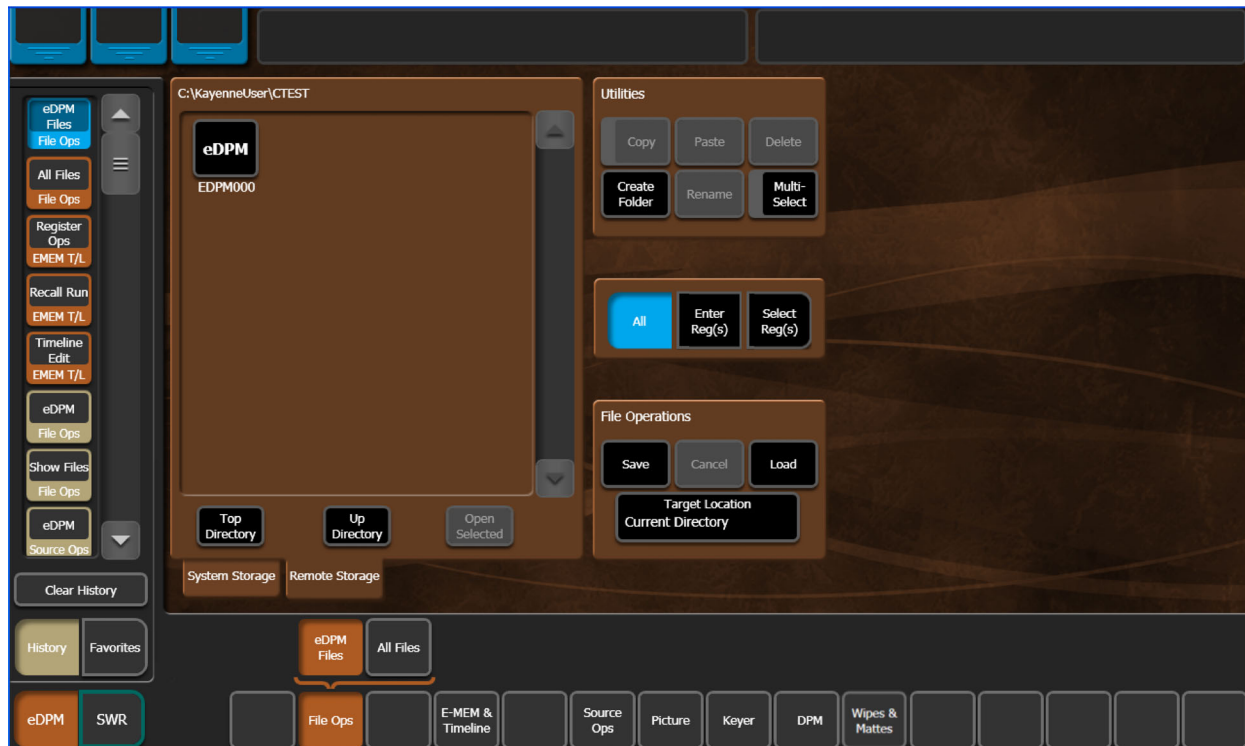 C:\KayenneUser\CTEST
eDPM
EDPM000
Top
Directory
Up
Directory
Open
Selected
System Storage
Remote Storage
Utilities
Copy
Paste
Delete
Create
Folder
Rename
Multi-
Select
All
Enter
Reg(s)
Select
Reg(s)
File Operations
Save
Cancel
Load
Target Location
Current Directory
eDPM
Files
File Ops
All Files
File Ops
Register
Ops
EMEM T/L
Recall Run
EMEM T/L
Timeline
Edit
EMEM T/L
eDPM
File Ops
Show Files
File Ops
eDPM
Source Ops
Clear History
History
Favorites
eDPM
Files
All Files
eDPM
SWR
File Ops
E-MEM &
Timeline
Source
Ops
Picture
Keyer
DPM
Wipes &
Mattes